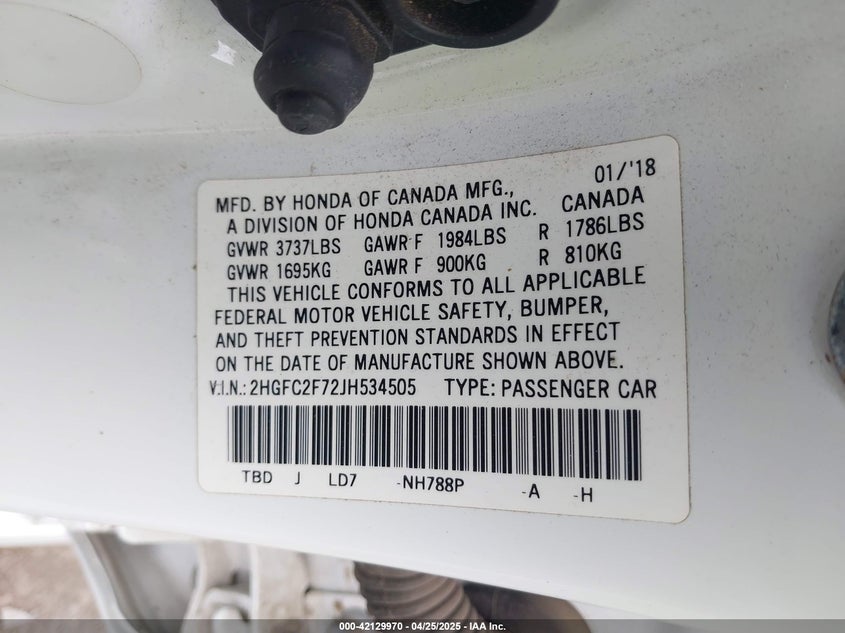 01/'18
MFD. BY HONDA OF CANADA MFG., CANADA
A DIVISION OF HONDA CANADA INC.
GVWR 3737LBS GAWR F 1984LBS R 1786LBS
GVWR 1695KG GAWR F 900KG R 810KG
THIS VEHICLE CONFORMS TO ALL APPLICABLE
FEDERAL MOTOR VEHICLE SAFETY, BUMPER,
AND THEFT PREVENTION STANDARDS IN EFFECT
ON THE DATE OF MANUFACTURE SHOWN ABOVE.
V.I.N.: 2HGFC2F72JH534505 TYPE: PASSENGER CAR
TBD J LD7 -NH788P -A -H
000-42129970 - 04/25/2025 - IAA, Inc.